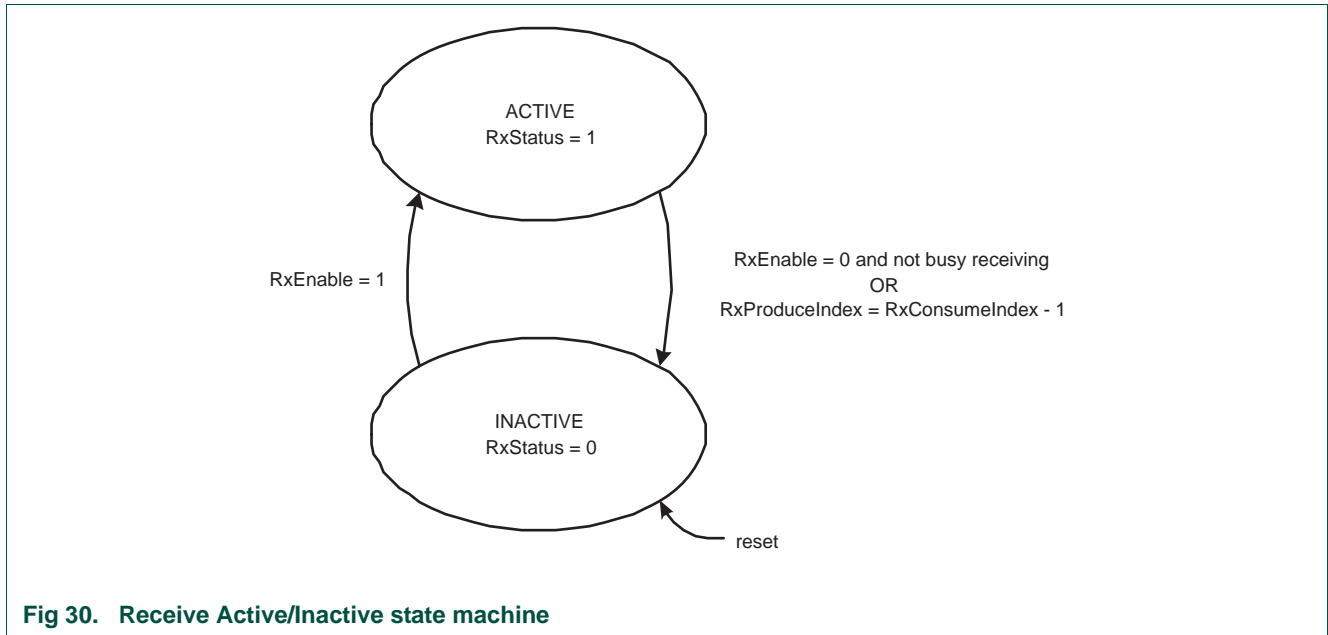 ACTIVE
RxStatus = 1
RxEnable = 1
RxEnable = 0 and not busy receiving
OR
RxProduceIndex = RxConsumeIndex - 1
INACTIVE
RxStatus = 0
reset
Fig 30. Receive Active/Inactive state machine